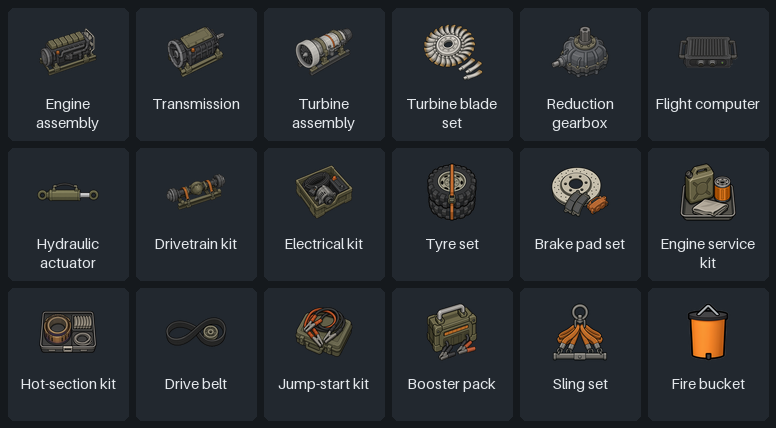 Engine
assembly
Transmission
Turbine
assembly
Turbine blade
set
Reduction
gearbox
Flight computer
Hydraulic
actuator
Drivetrain kit
Electrical kit
Tyre set
Brake pad set
Engine service
kit
Hot-section kit
Drive belt
Jump-start kit
Booster pack
Sling set
Fire bucket